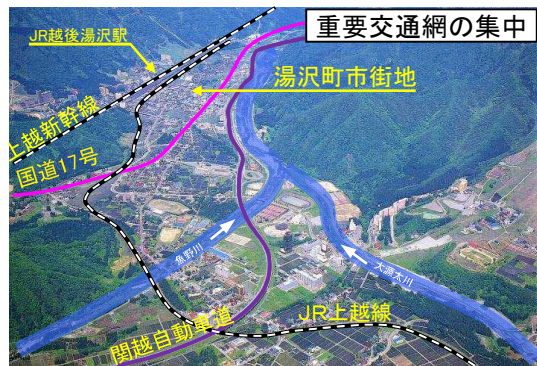 重要交通網の集中
JR越後湯沢駅
湯沢町市街地
上越新幹線
国道17号
魚野川
大源太川
JR上越線
関越自動車道